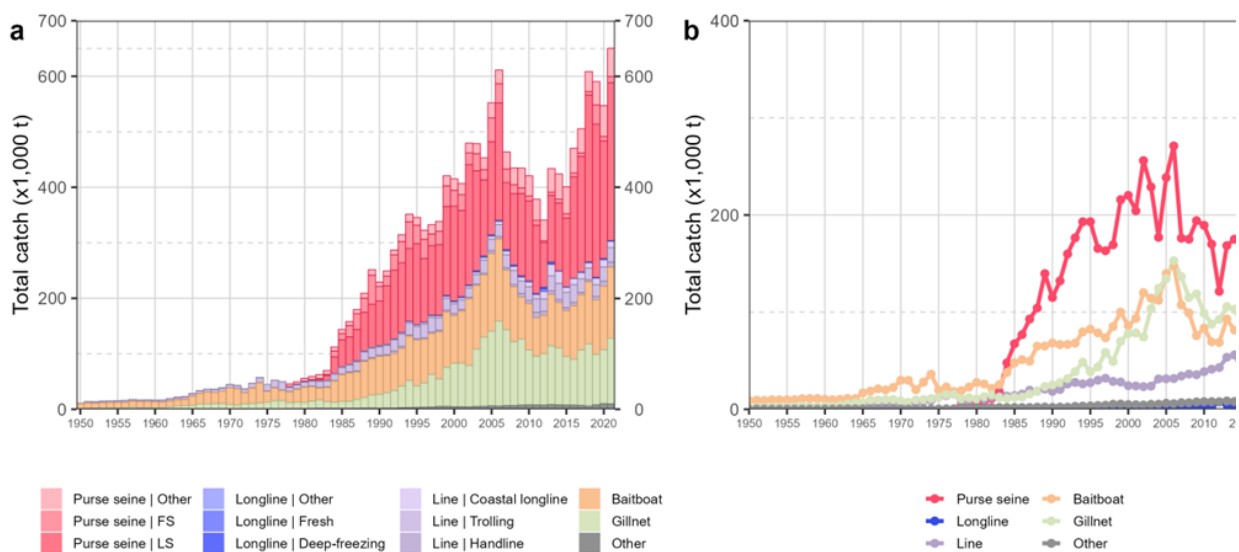 a
b
700
600
400
200
0
Total catch (x1,000 t)
700
600
400
200
0
1950 1955 1960 1965 1970 1975 1980 1985 1990 1995 2000 2005 2010 2015 2020
400
200
0
Total catch (x1,000 t)
1950 1955 1960 1965 1970 1975 1980 1985 1990 1995 2000 2005 2010
Purse seine | Other
Purse seine | FS
Purse seine | LS
Longline | Other
Longline | Fresh
Longline | Deep-freezing
Line | Coastal longline
Line | Trolling
Line | Handline
Baitboat
Gillnet
Other
Purse seine
Longline
Line
Baitboat
Gillnet
Other